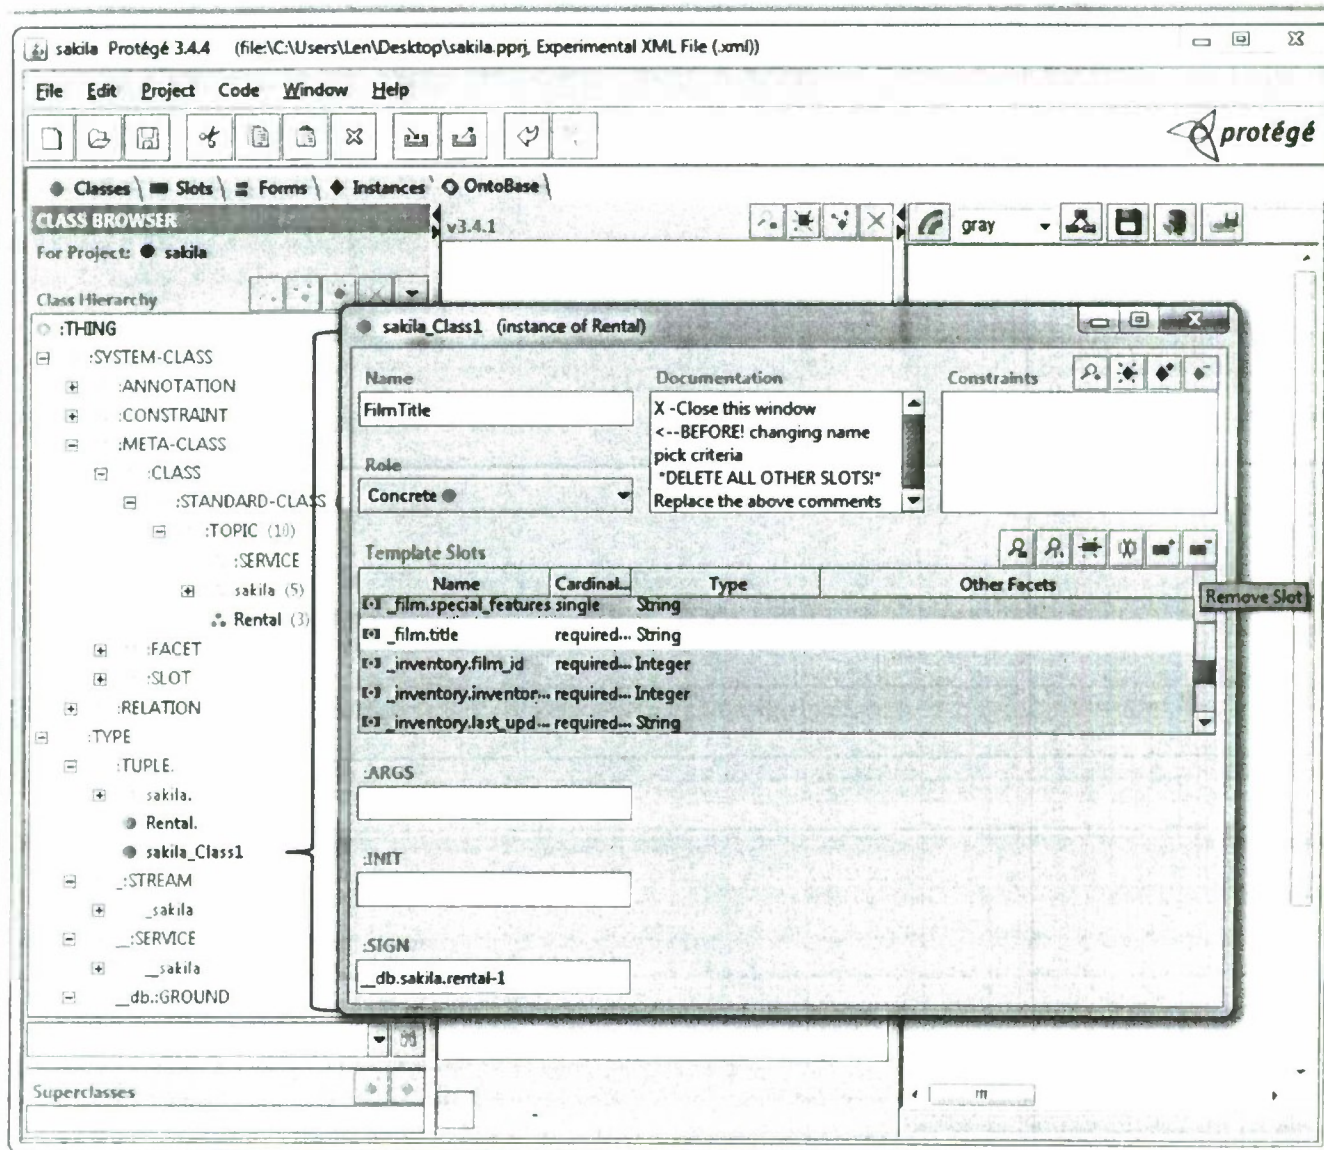 sakila Protégé 3.4.4 (file:\C:\Users\Len\Desktop\sakila.pprj, Experimental XML File (.xml))
File Edit Project Code Window Help
protégé
Classes Slots Forms Instances OntoBase
CLASS BROWSER
For Project: sakila
Class Hierarchy
v3.4.1
gray
:THING
:SYSTEM-CLASS
:ANNOTATION
:CONSTRAINT
:META-CLASS
:CLASS
:STANDARD-CLASS
:TOPIC (10)
:SERVICE
sakila (5)
Rental (3)
:FACET
:SLOT
:RELATION
:TYPE
:TUPLE.
sakila.
Rental.
sakila_Class1
_:STREAM
_sakila
__:SERVICE
__sakila
__db.:GROUND
Superclasses
sakila_Class1 (instance of Rental)
Name
FilmTitle
Role
Concrete
Documentation
X -Close this window
<--BEFORE! changing name
pick criteria
*DELETE ALL OTHER SLOTS!*
Replace the above comments
Constraints
Template Slots
Name Cardinal... Type Other Facets
Remove Slot
_film.special_features single String
_film.title required... String
_inventory.film_id required... Integer
_inventory.inventor... required... Integer
_inventory.last_upd... required... String
:ARGS
:INIT
:SIGN
__db.sakila.rental-1